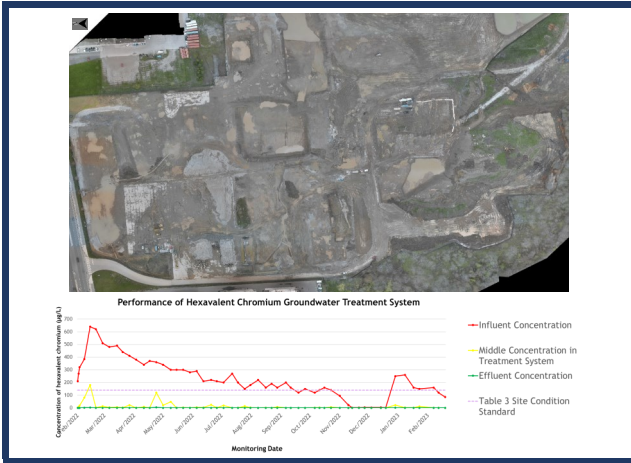 Performance of Hexavalent Chromium Groundwater Treatment System
Concentration of hexavalent chromium (µg/L)
700
600
500
400
300
200
100
0
Feb/2022
Mar/2022
Apr/2022
May/2022
Jun/2022
Jul/2022
Aug/2022
Sep/2022
Oct/2022
Nov/2022
Dec/2022
Jan/2023
Feb/2023
Monitoring Date
Influent Concentration
Middle Concentration in
Treatment System
Effluent Concentration
Table 3 Site Condition
Standard